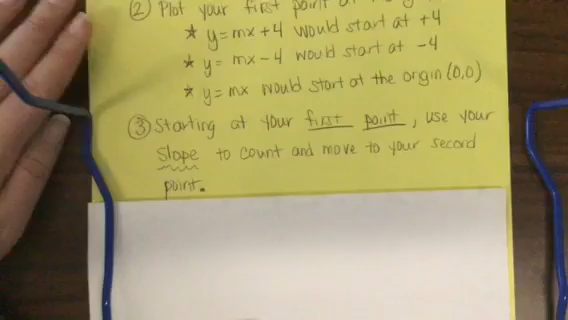 ② Plot your first point at
* y = mx + 4 would start at +4
* y = mx - 4 would start at -4
* y = mx would start at the origin (0,0)
③ Starting at your first point, use your
slope to count and move to your second
point.